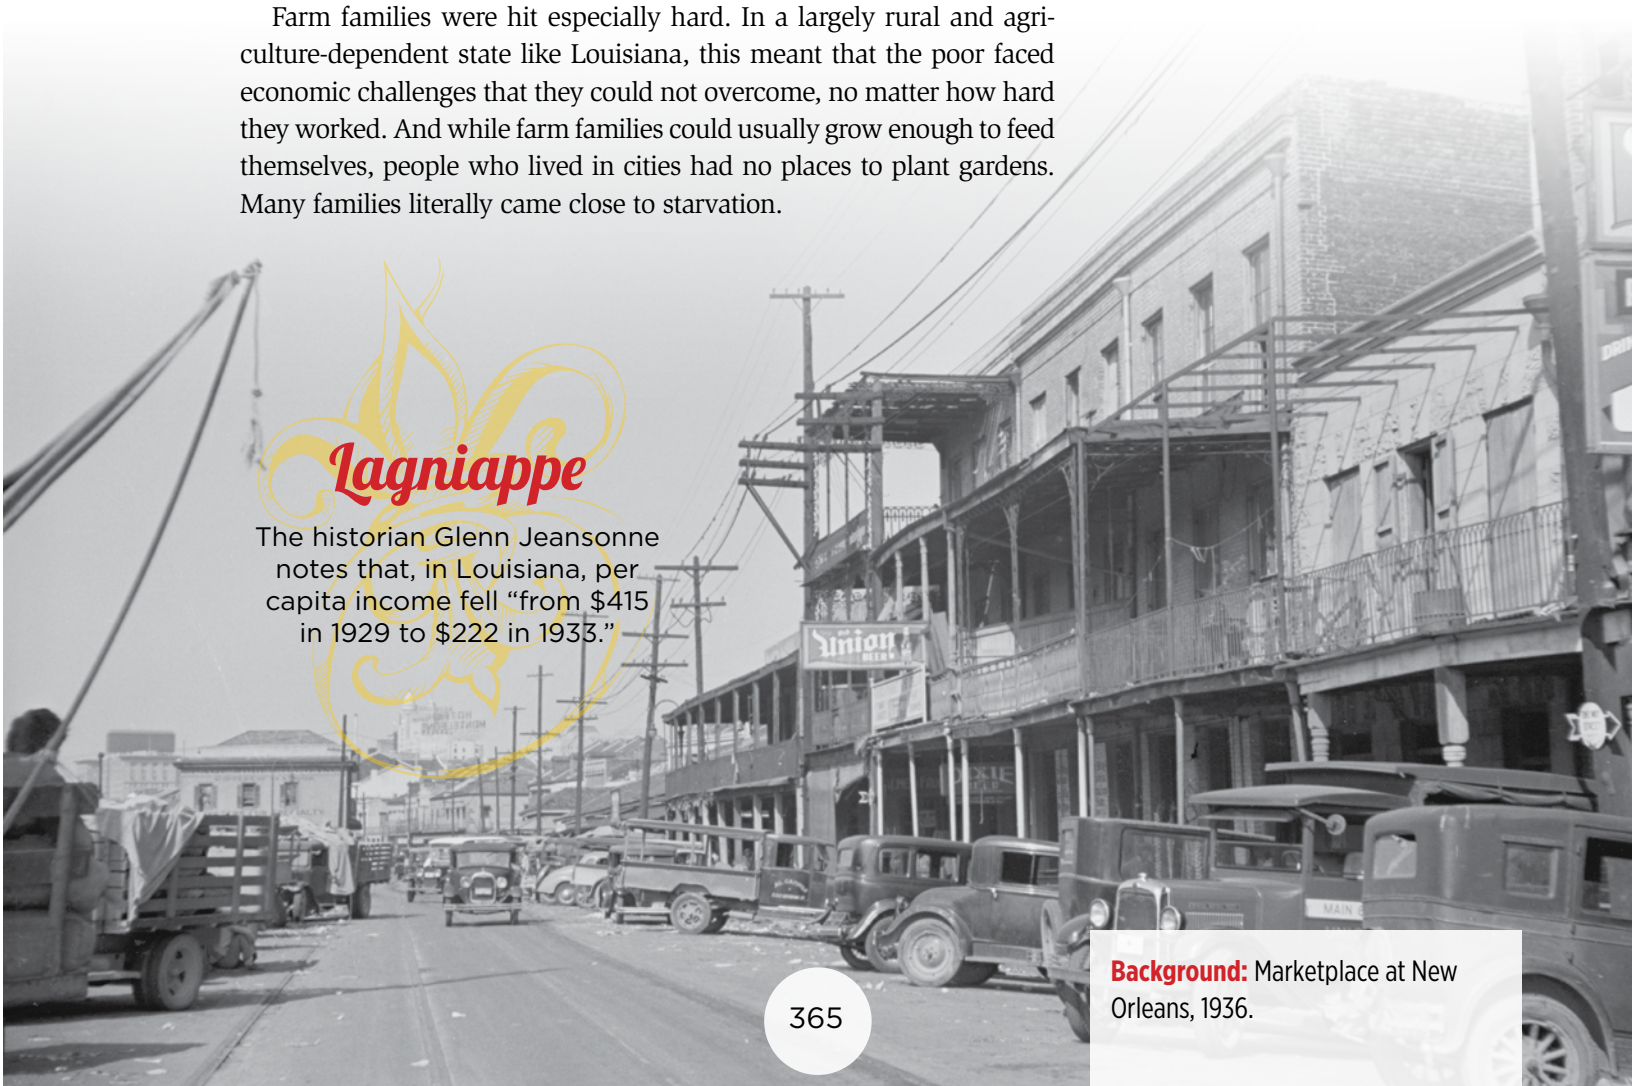 Farm families were hit especially hard. In a largely rural and agri-
culture-dependent state like Louisiana, this meant that the poor faced
economic challenges that they could not overcome, no matter how hard
they worked. And while farm families could usually grow enough to feed
themselves, people who lived in cities had no places to plant gardens.
Many families literally came close to starvation.
Lagniappe
The historian Glenn Jeansonne
notes that, in Louisiana, per
capita income fell “from $415
in 1929 to $222 in 1933.”
Union
BEER
DIXIE
MAIN
Background: Marketplace at New
Orleans, 1936.
365